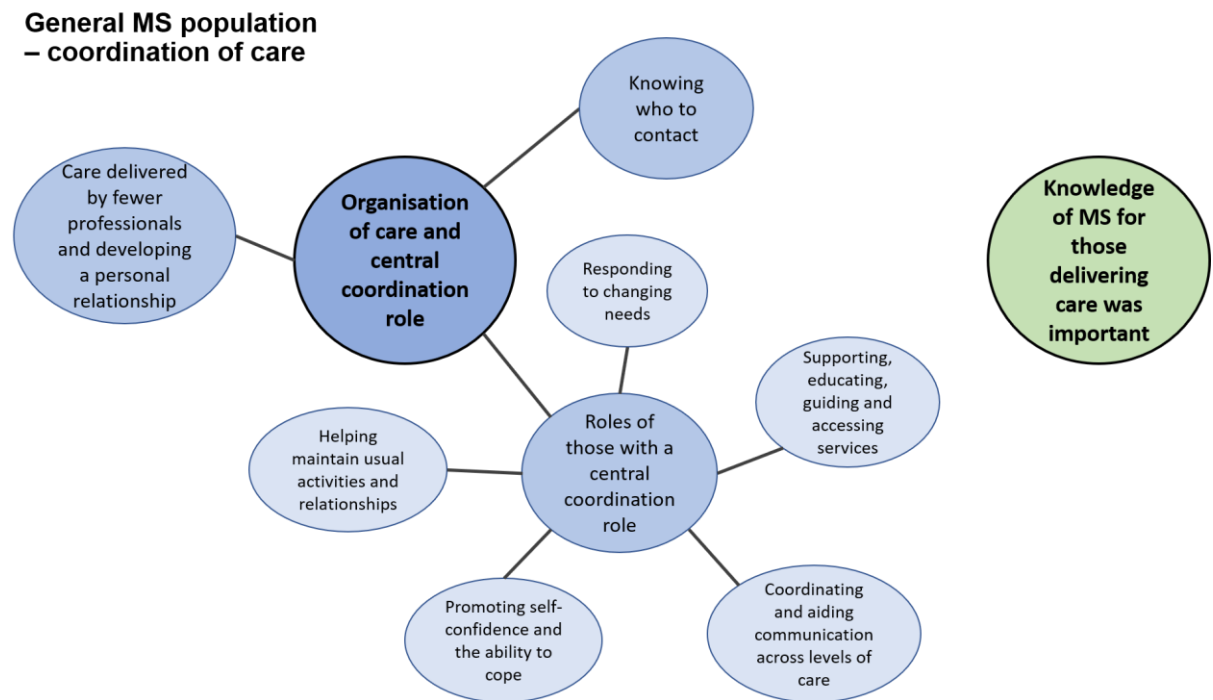 General MS population
– coordination of care
Knowing
who to
contact
Care delivered
by fewer
professionals
and developing
a personal
relationship
Organisation
of care and
central
coordination
role
Knowledge
of MS for
those
delivering
care was
important
Responding
to changing
needs
Supporting,
educating,
guiding and
accessing
services
Roles of
those with a
central
coordination
role
Helping
maintain usual
activities and
relationships
Promoting self-
confidence and
the ability to
cope
Coordinating
and aiding
communication
across levels of
care